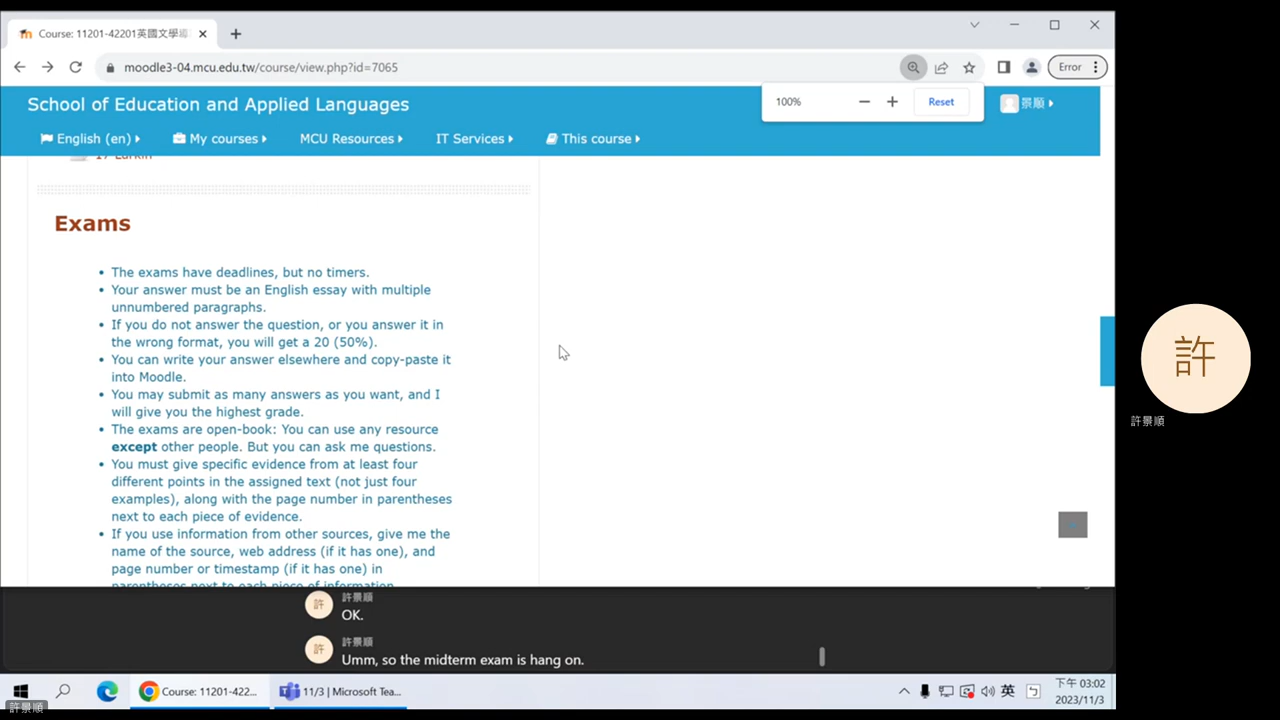 Course: 11201-42201英國文學導
moodle3-04.mcu.edu.tw/course/view.php?id=7065
Error
100%
Reset
School of Education and Applied Languages
景順
English (en)
My courses
MCU Resources
IT Services
This course
17 Larkin
Exams
• The exams have deadlines, but no timers.
• Your answer must be an English essay with multiple
unnumbered paragraphs.
• If you do not answer the question, or you answer it in
the wrong format, you will get a 20 (50%).
• You can write your answer elsewhere and copy-paste it
into Moodle.
• You may submit as many answers as you want, and I
will give you the highest grade.
• The exams are open-book: You can use any resource
except other people. But you can ask me questions.
• You must give specific evidence from at least four
different points in the assigned text (not just four
examples), along with the page number in parentheses
next to each piece of evidence.
• If you use information from other sources, give me the
name of the source, web address (if it has one), and
page number or timestamp (if it has one) in
parentheses next to each piece of information.
許
許景順
許
許景順
OK.
許
許景順
Umm, so the midterm exam is hang on.
Course: 11201-422...
11/3 | Microsoft Tea...
英
下午 03:02
2023/11/3
許景順